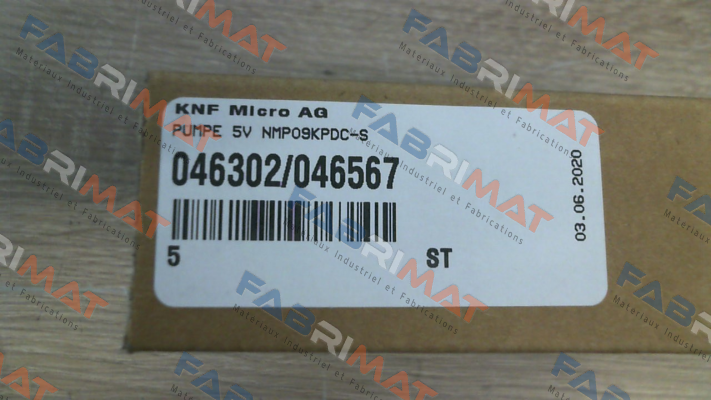 KNF Micro AG
PUMPE 5V NMP09KPDC-S
046302/046567
5 ST
03.06.2020
FABRIMAT
Materiaux Industriel et Fabrications